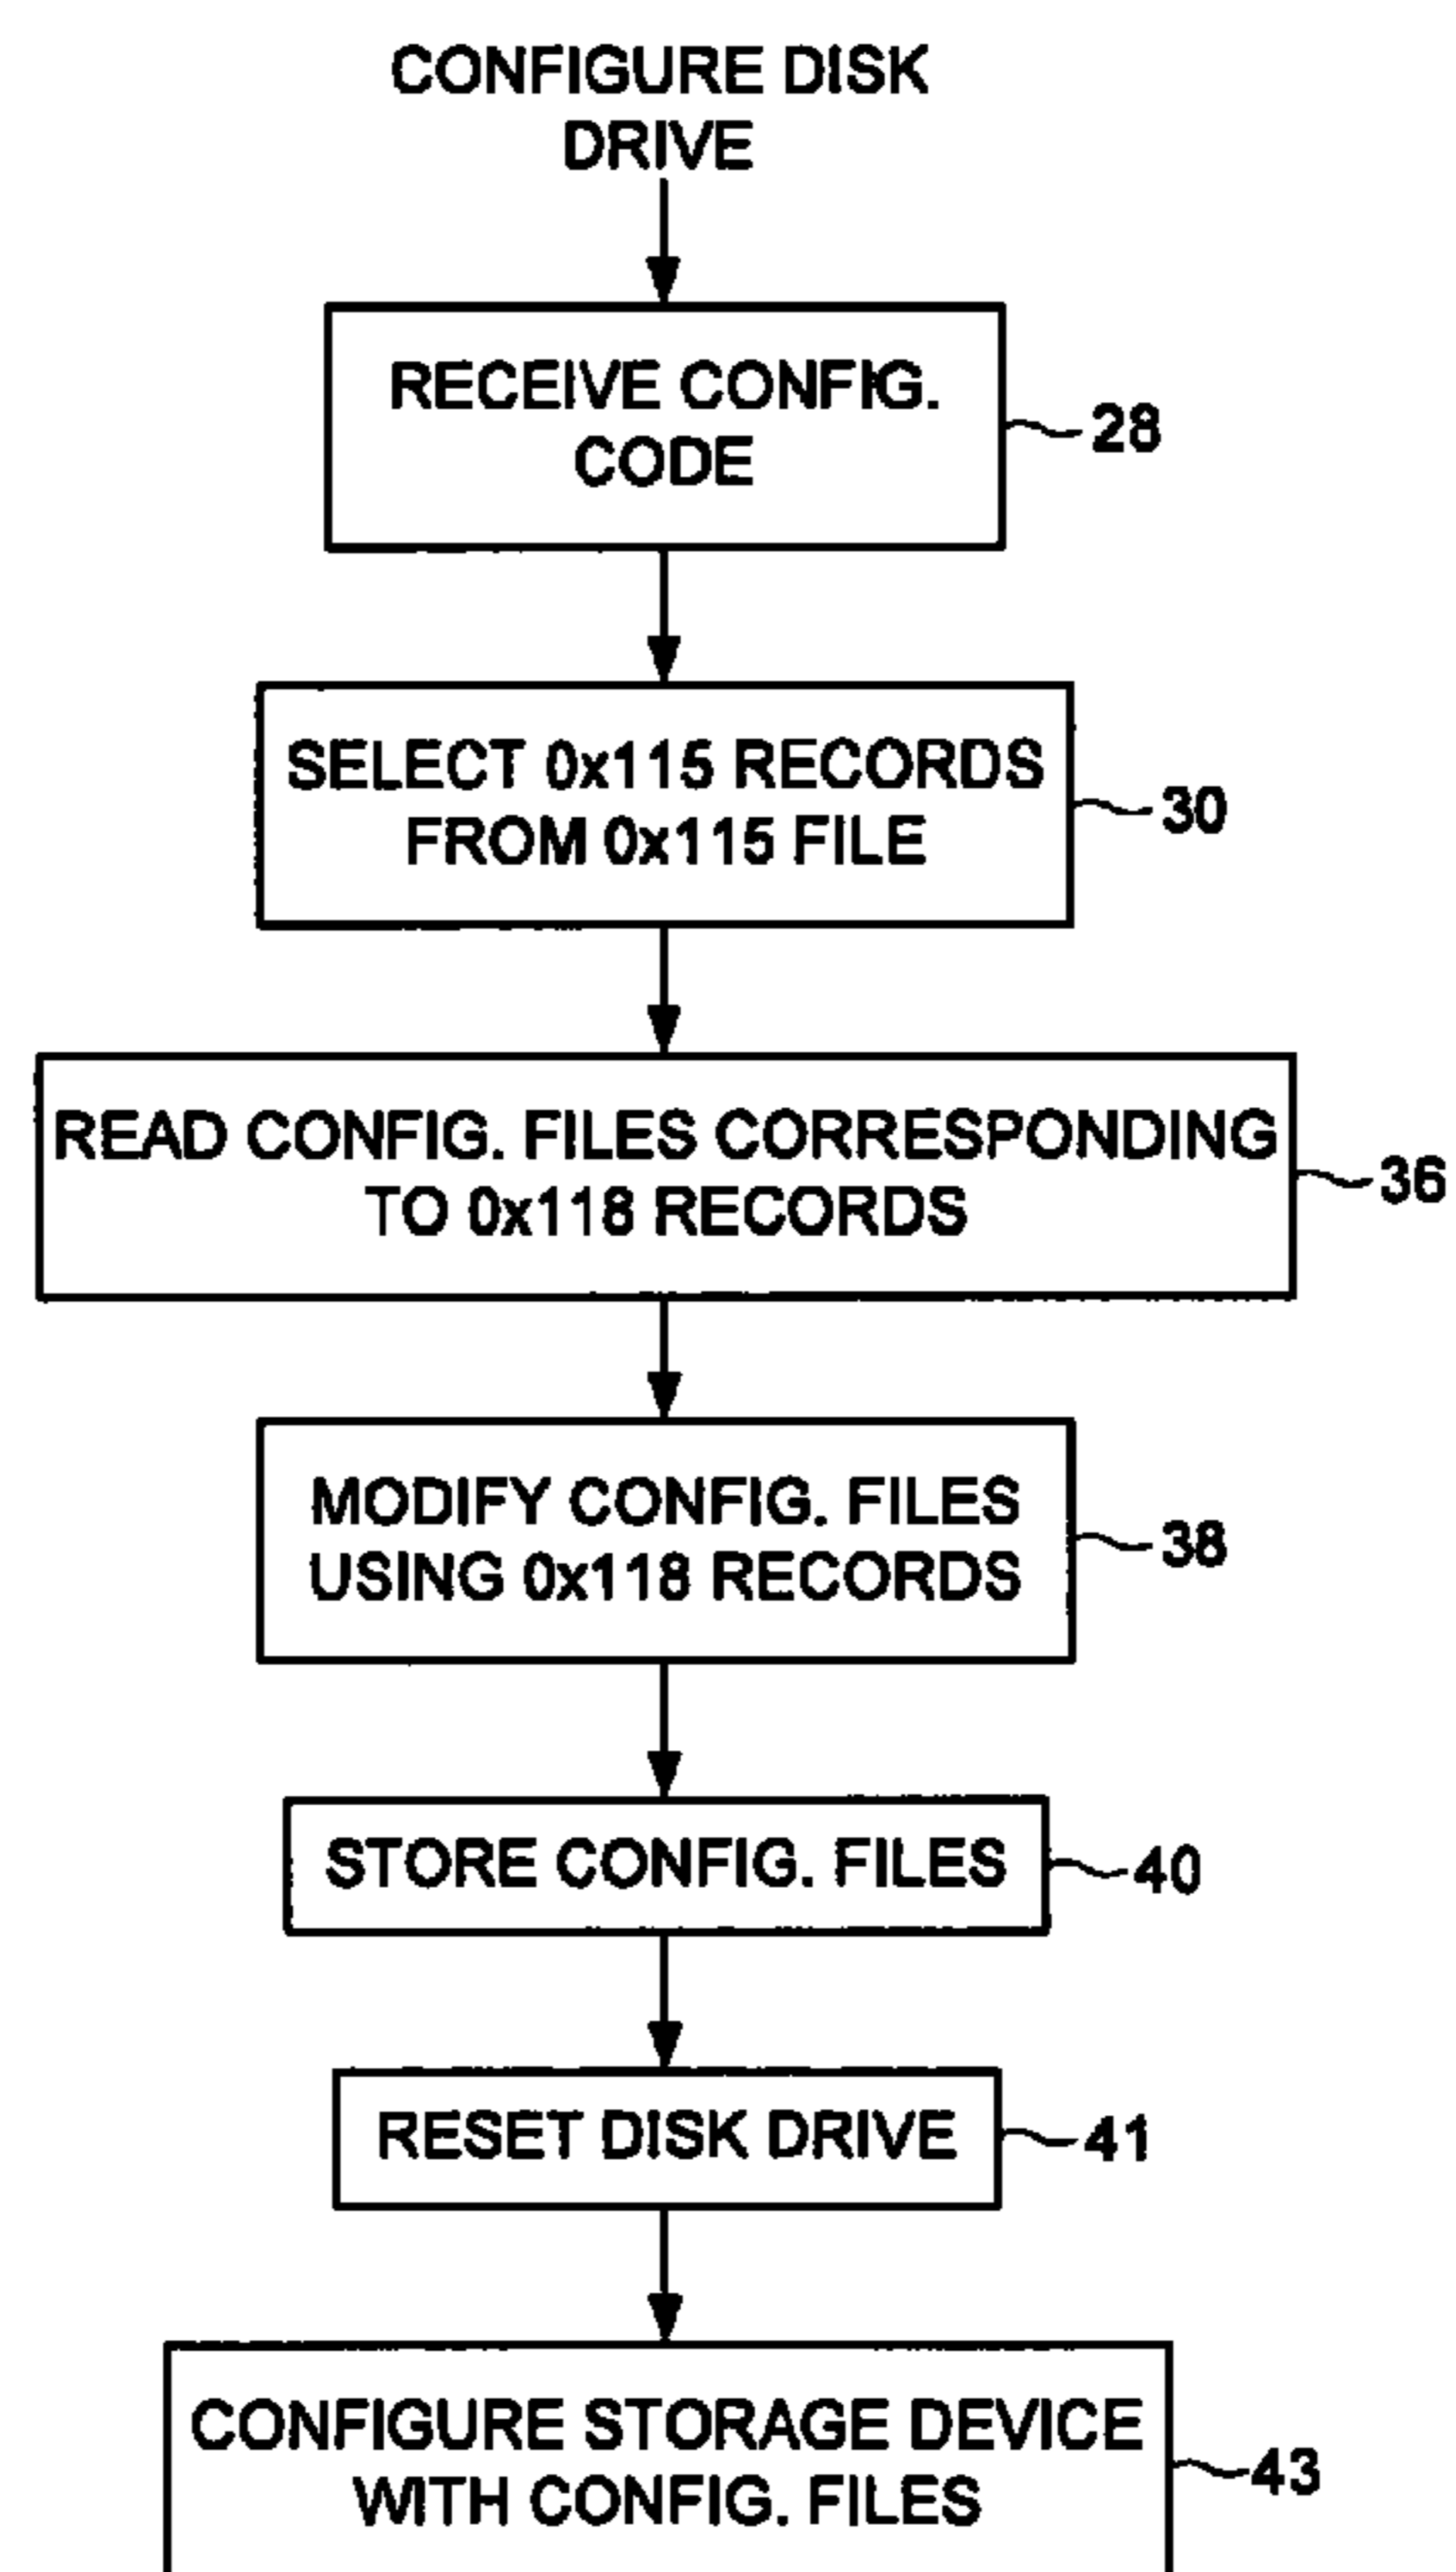 CONFIGURE DISK
DRIVE
RECEIVE CONFIG.
CODE
28
SELECT 0x115 RECORDS
FROM 0x115 FILE
30
READ CONFIG. FILES CORRESPONDING
TO 0x118 RECORDS
36
MODIFY CONFIG. FILES
USING 0x118 RECORDS
38
STORE CONFIG. FILES
40
RESET DISK DRIVE
41
CONFIGURE STORAGE DEVICE
WITH CONFIG. FILES
43